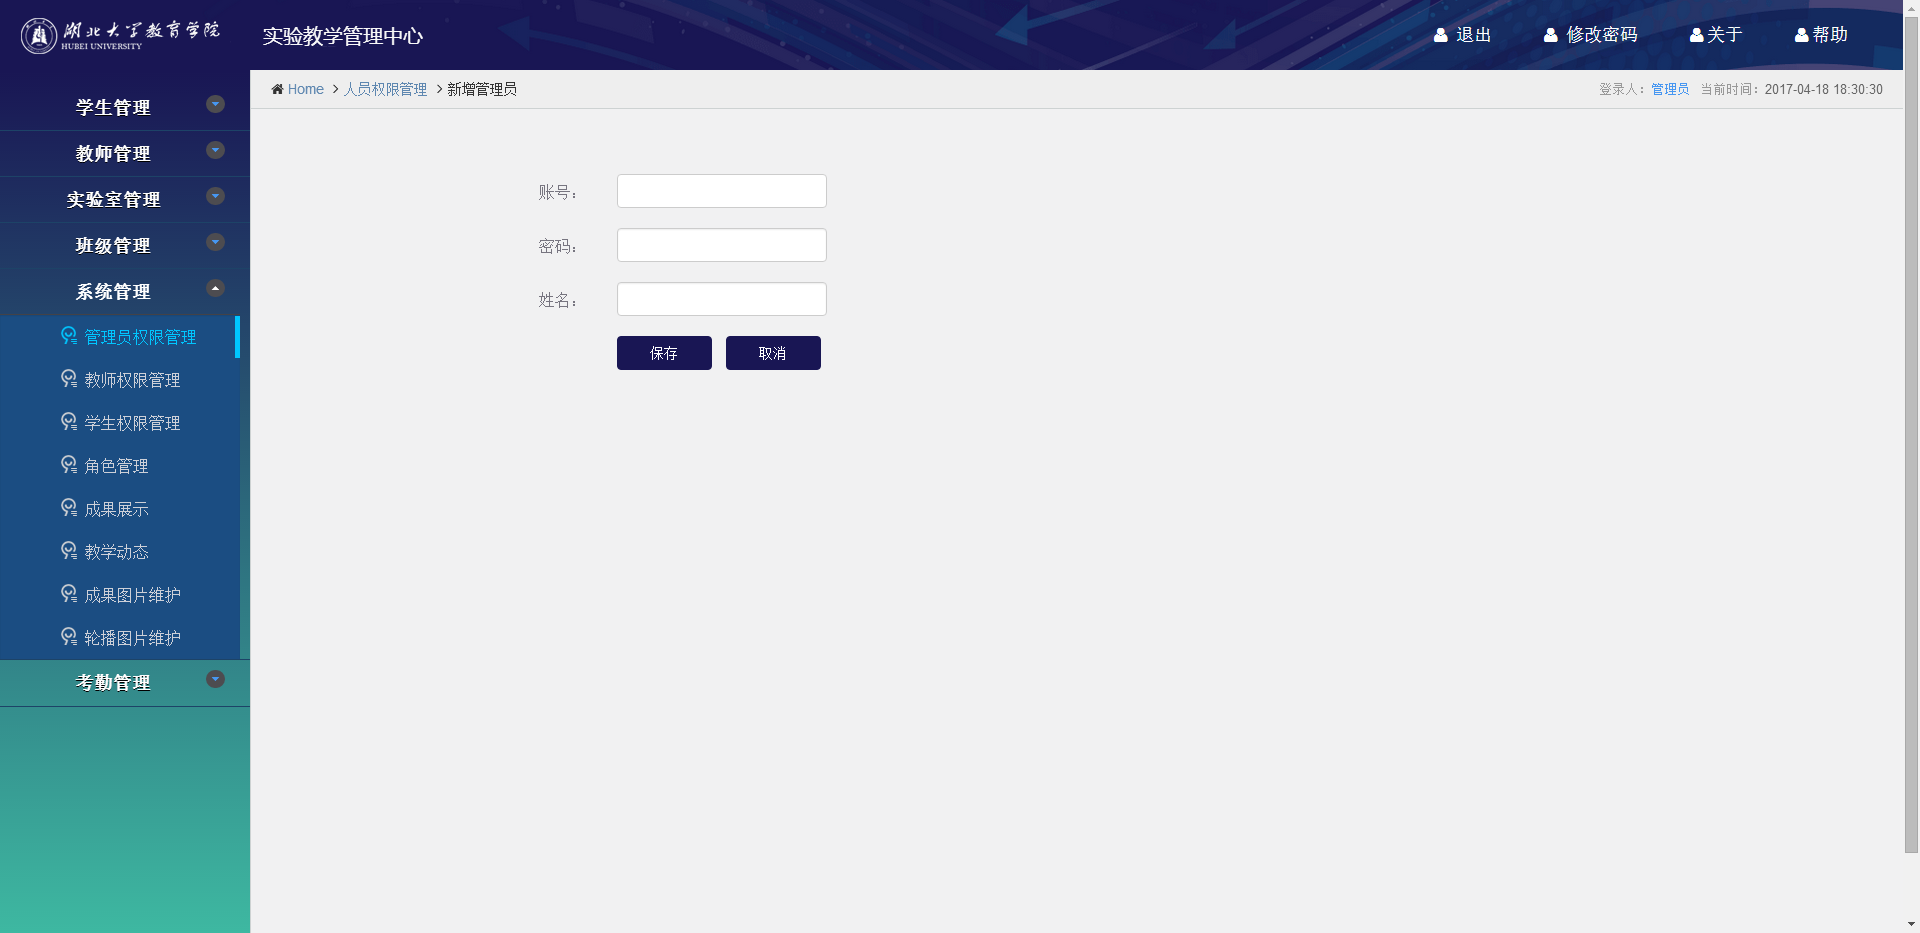 湖北大学教育学院
HUBEI UNIVERSITY
实验教学管理中心
退出 修改密码 关于 帮助
Home > 人员权限管理 > 新增管理员
登录人：管理员 当前时间：2017-04-18 18:30:30
学生管理
教师管理
实验室管理
班级管理
系统管理
管理员权限管理
教师权限管理
学生权限管理
角色管理
成果展示
教学动态
成果图片维护
轮播图片维护
考勤管理
账号：
密码：
姓名：
保存 取消